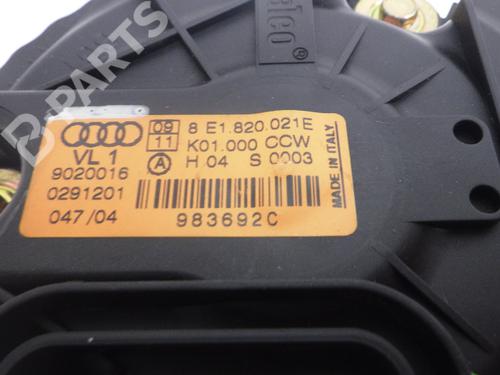 B-PARTS
09 8 E1.820.021E
11 K01.000 CCW
VL 1
A H 04 S 0003
9020016
0291201
047/04
983692C
MADE IN ITALY